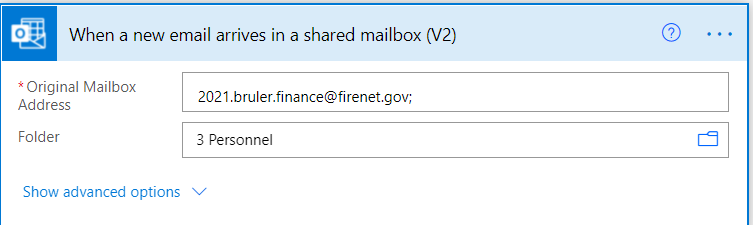 When a new email arrives in a shared mailbox (V2)
* Original Mailbox
Address
2021.bruler.finance@firenet.gov;
Folder
3 Personnel
Show advanced options